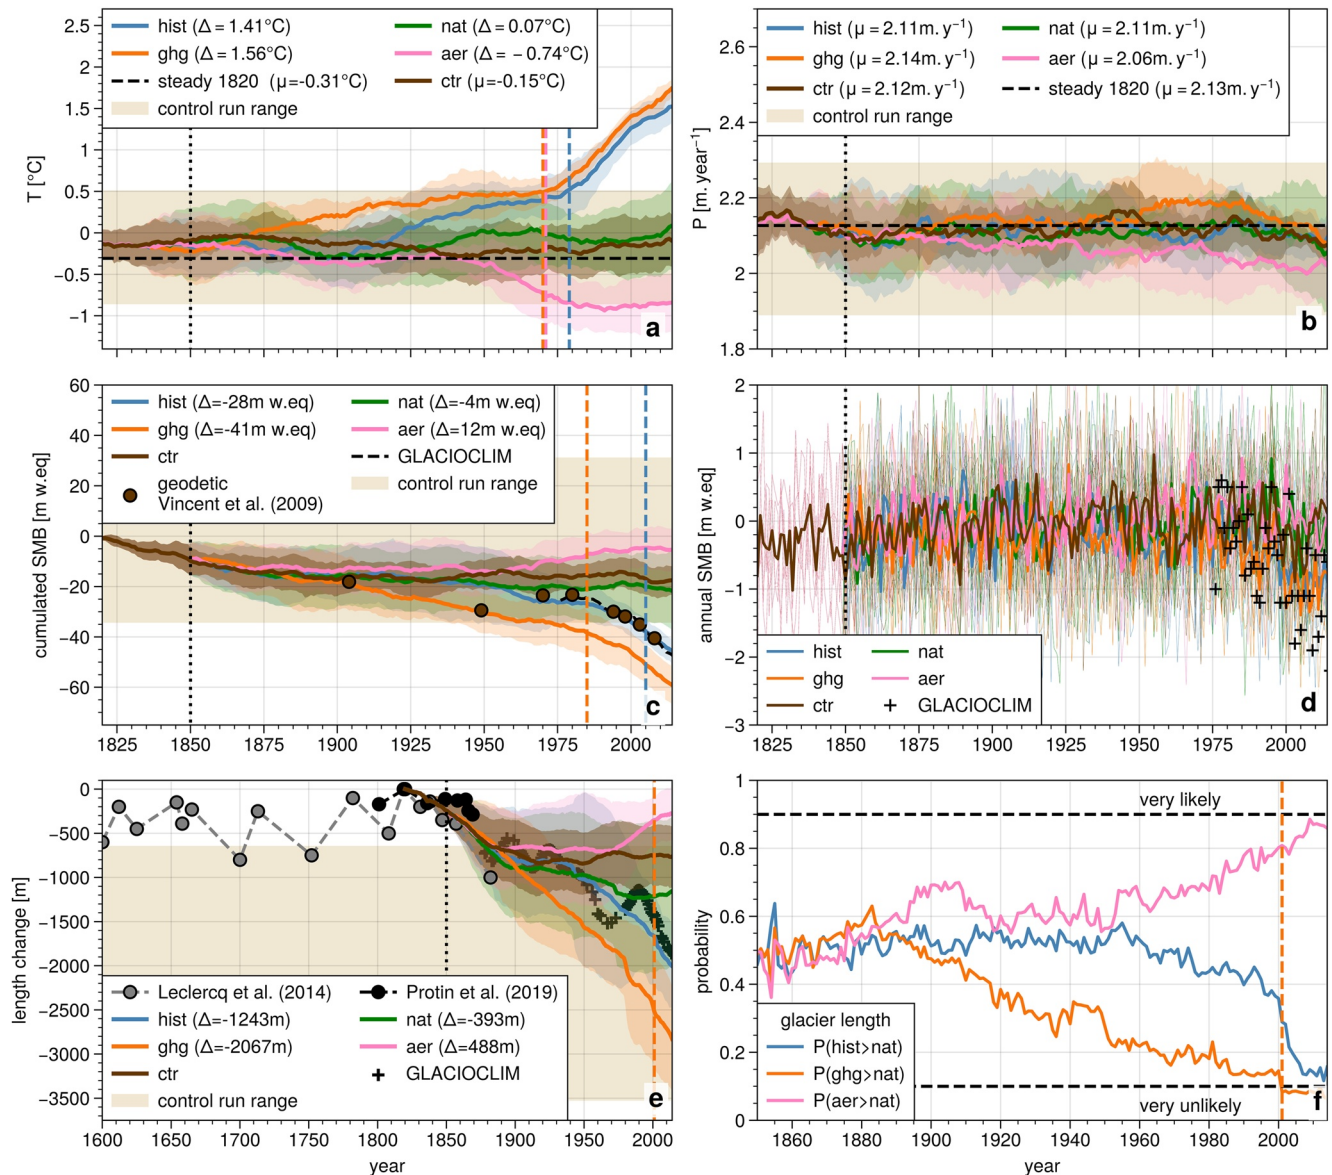 hist (Δ = 1.41°C)
nat (Δ = 0.07°C)
ghg (Δ = 1.56°C)
aer (Δ = − 0.74°C)
steady 1820 (μ=-0.31°C)
ctr (μ=-0.15°C)
control run range
T [°C]
2.5
2
1.5
1
0.5
0
−0.5
−1
a
hist (μ = 2.11m. y⁻¹)
nat (μ = 2.11m. y⁻¹)
ghg (μ = 2.14m. y⁻¹)
aer (μ = 2.06m. y⁻¹)
ctr (μ = 2.12m. y⁻¹)
steady 1820 (μ = 2.13m. y⁻¹)
control run range
P [m. year⁻¹]
2.6
2.4
2.2
2
1.8
b
hist (Δ=-28m w.eq)
nat (Δ=-4m w.eq)
ghg (Δ=-41m w.eq)
aer (Δ=12m w.eq)
ctr
GLACIOCLIM
geodetic
Vincent et al. (2009)
control run range
cumulated SMB [m w.eq]
60
40
20
0
−20
−40
−60
c
1825 1850 1875 1900 1925 1950 1975 2000
annual SMB [m w.eq]
2
1
0
−1
−2
−3
hist
nat
ghg
aer
ctr
GLACIOCLIM
d
1825 1850 1875 1900 1925 1950 1975 2000
length change [m]
0
−500
−1000
−1500
−2000
−2500
−3000
−3500
Leclercq et al. (2014)
Protin et al. (2019)
hist (Δ=-1243m)
nat (Δ=-393m)
ghg (Δ=-2067m)
aer (Δ=488m)
ctr
GLACIOCLIM
control run range
e
1600 1650 1700 1750 1800 1850 1900 1950 2000
year
probability
1
0.8
0.6
0.4
0.2
0
very likely
glacier length
P(hist>nat)
P(ghg>nat)
P(aer>nat)
very unlikely
f
1860 1880 1900 1920 1940 1960 1980 2000
year